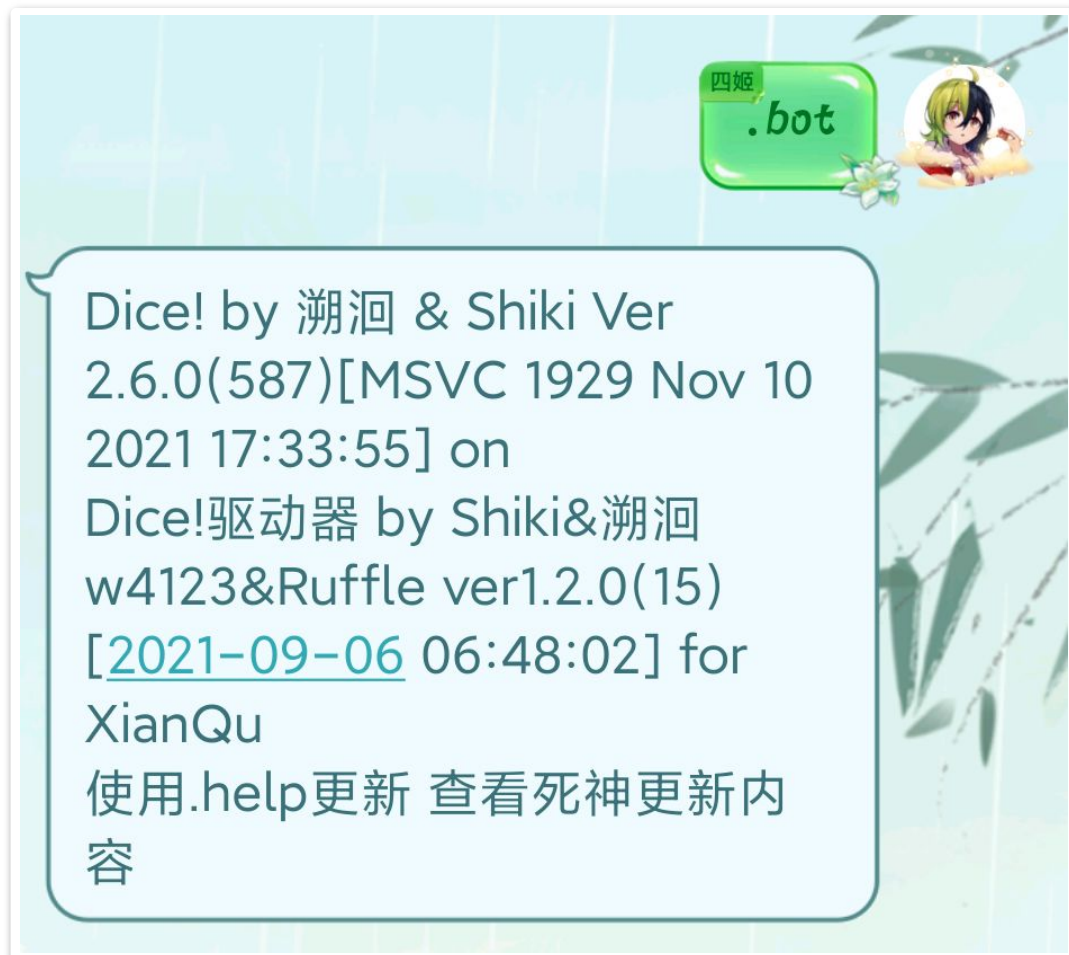 四姬
.bot
Dice! by 溯洄 & Shiki Ver
2.6.0(587)[MSVC 1929 Nov 10
2021 17:33:55] on
Dice!驱动器 by Shiki&溯洄
w4123&Ruffle ver1.2.0(15)
[2021-09-06 06:48:02] for
XianQu
使用.help更新 查看死神更新内
容